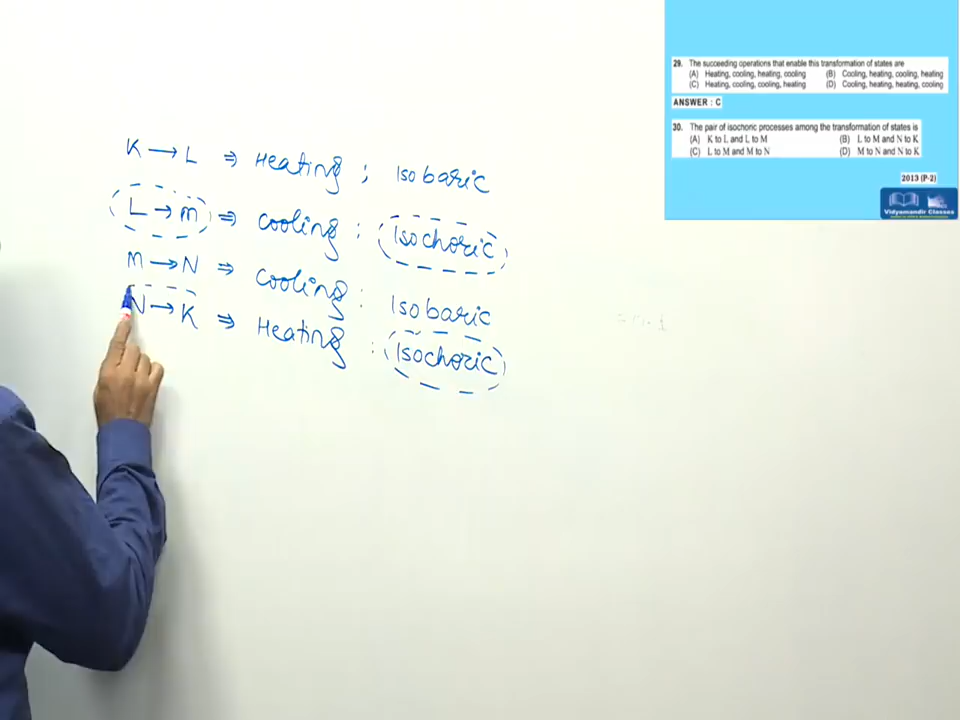 K → L ⇒ Heating ; Isobaric
L → M ⇒ cooling : Isochoric
M → N ⇒ Cooling : Isobaric
N → K ⇒ Heating : Isochoric
29. The succeeding operations that enable this transformation of states are
(A) Heating, cooling, heating, cooling (B) Cooling, heating, cooling, heating
(C) Heating, cooling, cooling, heating (D) Cooling, heating, heating, cooling
ANSWER : C
30. The pair of isochoric processes among the transformation of states is
(A) K to L and L to M (B) L to M and N to K
(C) L to M and M to N (D) M to N and N to K
2013 (P-2)
Vidyamandir Classes